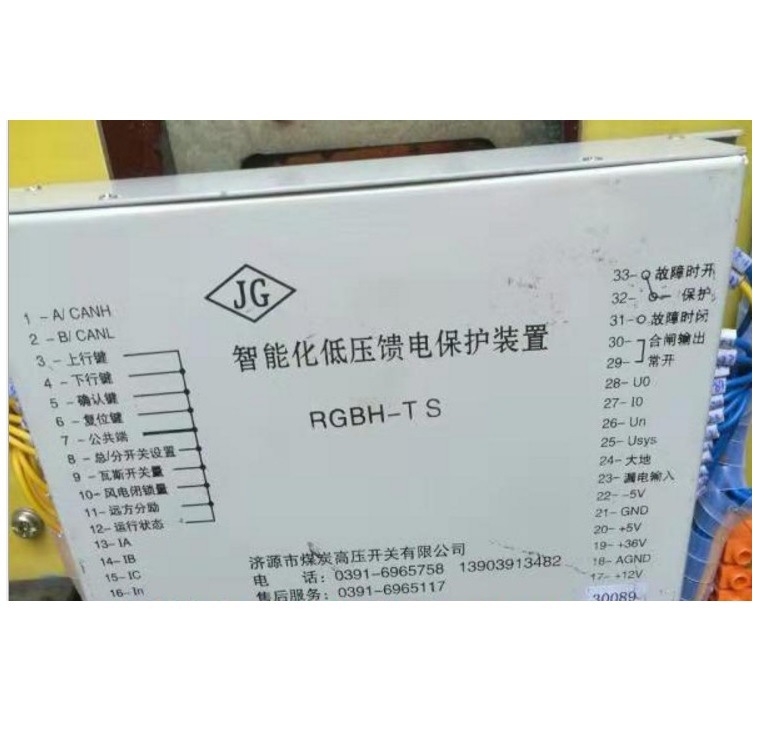 JG
智能化低压馈电保护装置
RGBH-TS
1 - A/CANH
2 - B/CANL
3 - 上行键
4 - 下行键
5 - 确认键
6 - 复位键
7 - 公共端
8 - 总/分开关设置
9 - 瓦斯开关量
10- 风电闭锁量
11- 远方分励
12- 运行状态
13- IA
14- IB
15- IC
16- In
33- 故障时开
32- 保护
31- 故障时闭
30- 合闸输出
29- 常开
28- U0
27- I0
26- Un
25- Usys
24- 大地
23- 漏电输入
22- -5V
21- GND
20- +5V
19- +36V
18- AGND
17- +12V
济源市煤炭高压开关有限公司
电 话: 0391-6965758 13903913482
售后服务: 0391-6965117
30089